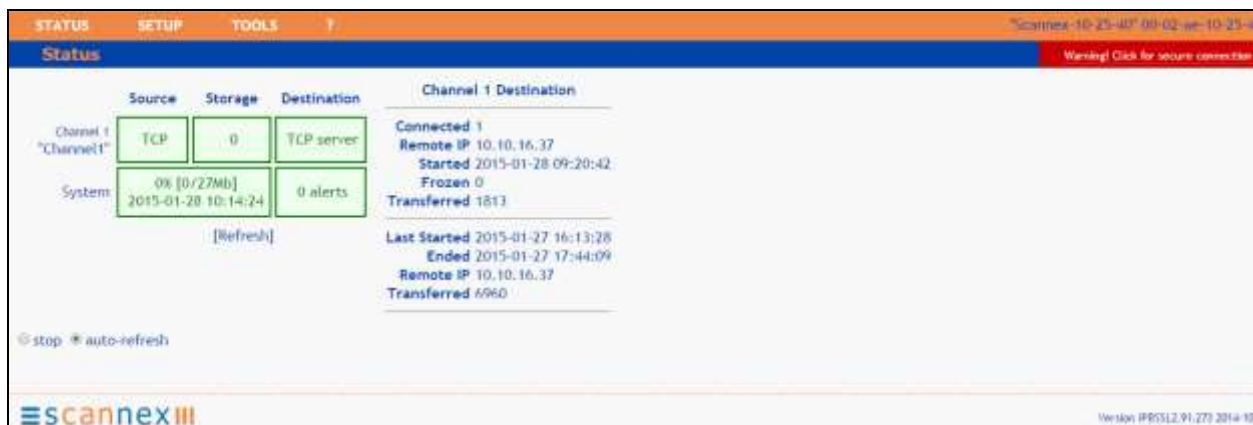 STATUS SETUP TOOLS ?
"Scannex-10-25-40" 00-02-ae-10-25-4
Status
Warning! Click for secure connection
Source Storage Destination
Channel 1
"Channel1"
TCP 0 TCP server
System
0% [0/27Mb]
2015-01-28 10:14:24
0 alerts
[Refresh]
stop auto-refresh
Channel 1 Destination
Connected 1
Remote IP 10.10.16.37
Started 2015-01-28 09:20:42
Frozen 0
Transferred 1813
Last Started 2015-01-27 16:13:28
Ended 2015-01-27 17:44:09
Remote IP 10.10.16.37
Transferred 6960
scannex
Version